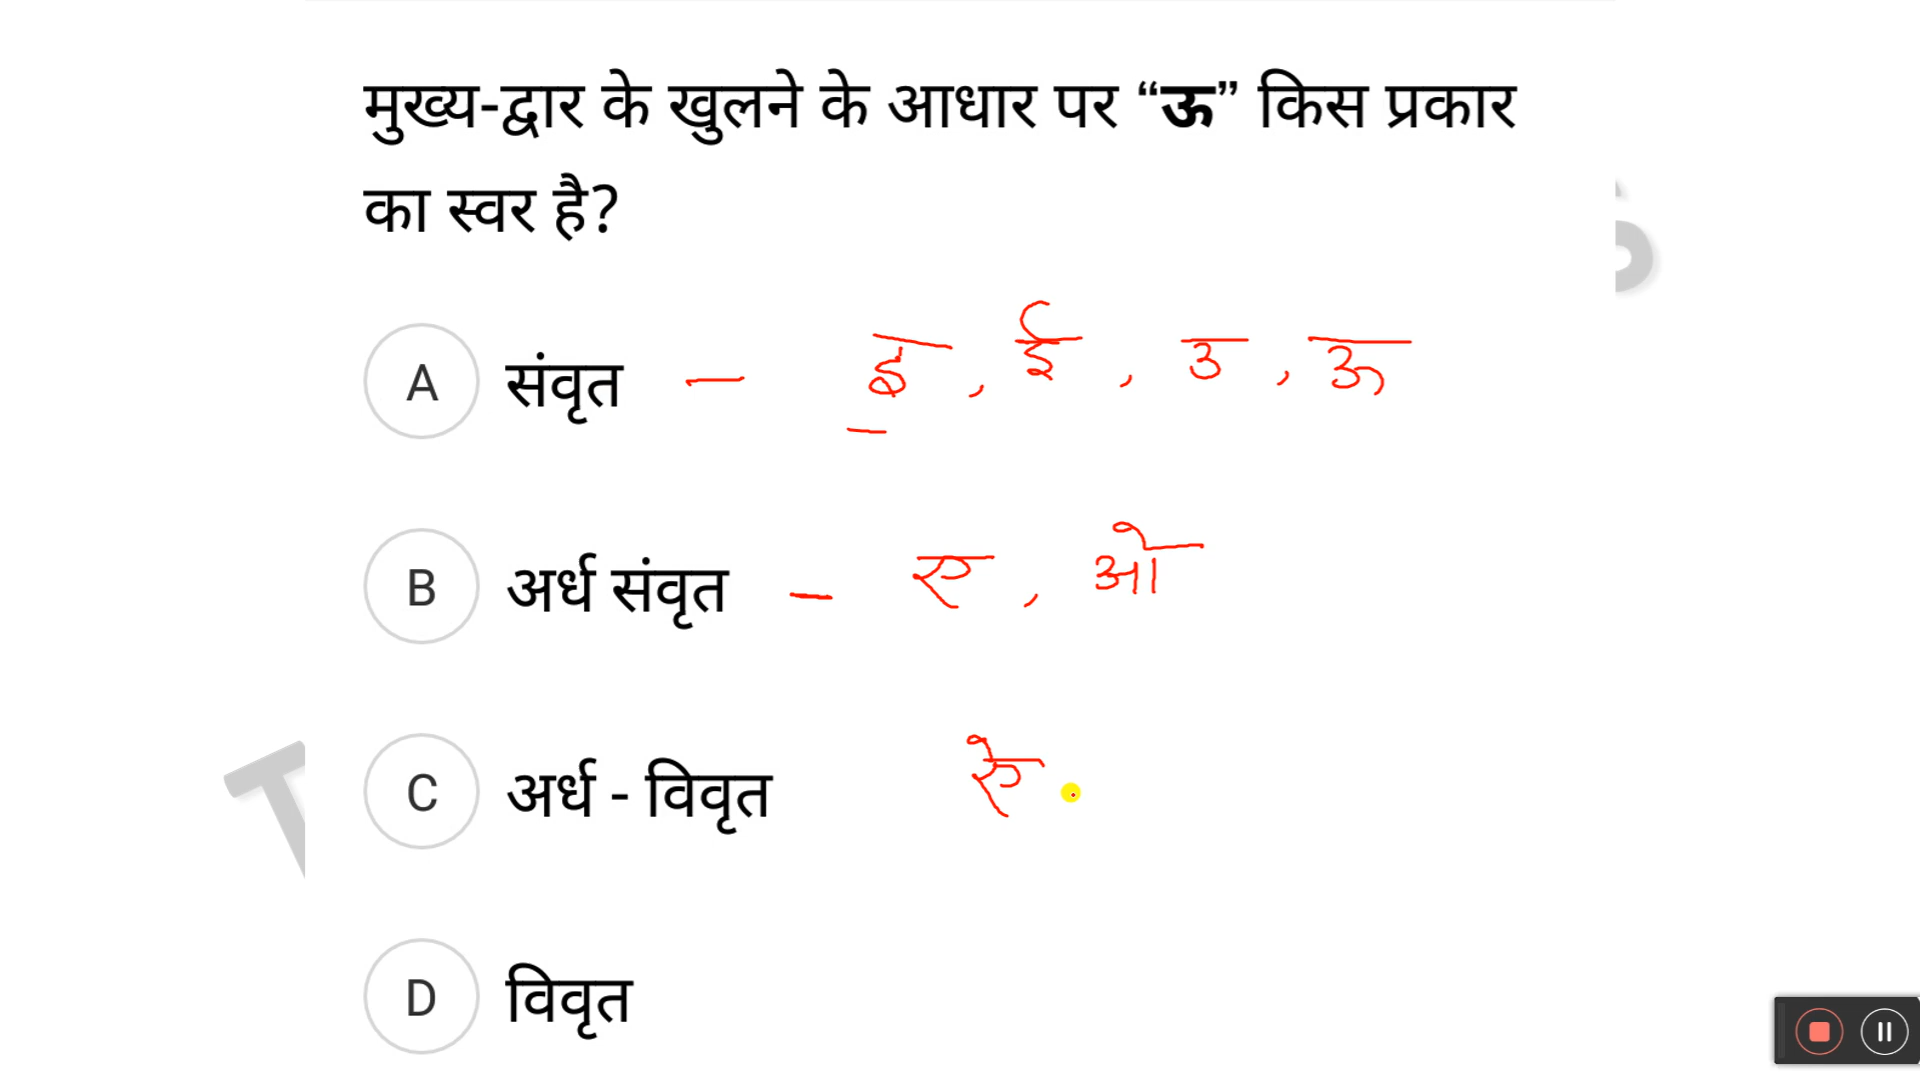 मुख्य-द्वार के खुलने के आधार पर “ऊ” किस प्रकार
का स्वर है?
A संवृत – इ, ई, उ, ऊ
B अर्ध संवृत – ए, ओ
C अर्ध - विवृत ऐ
D विवृत